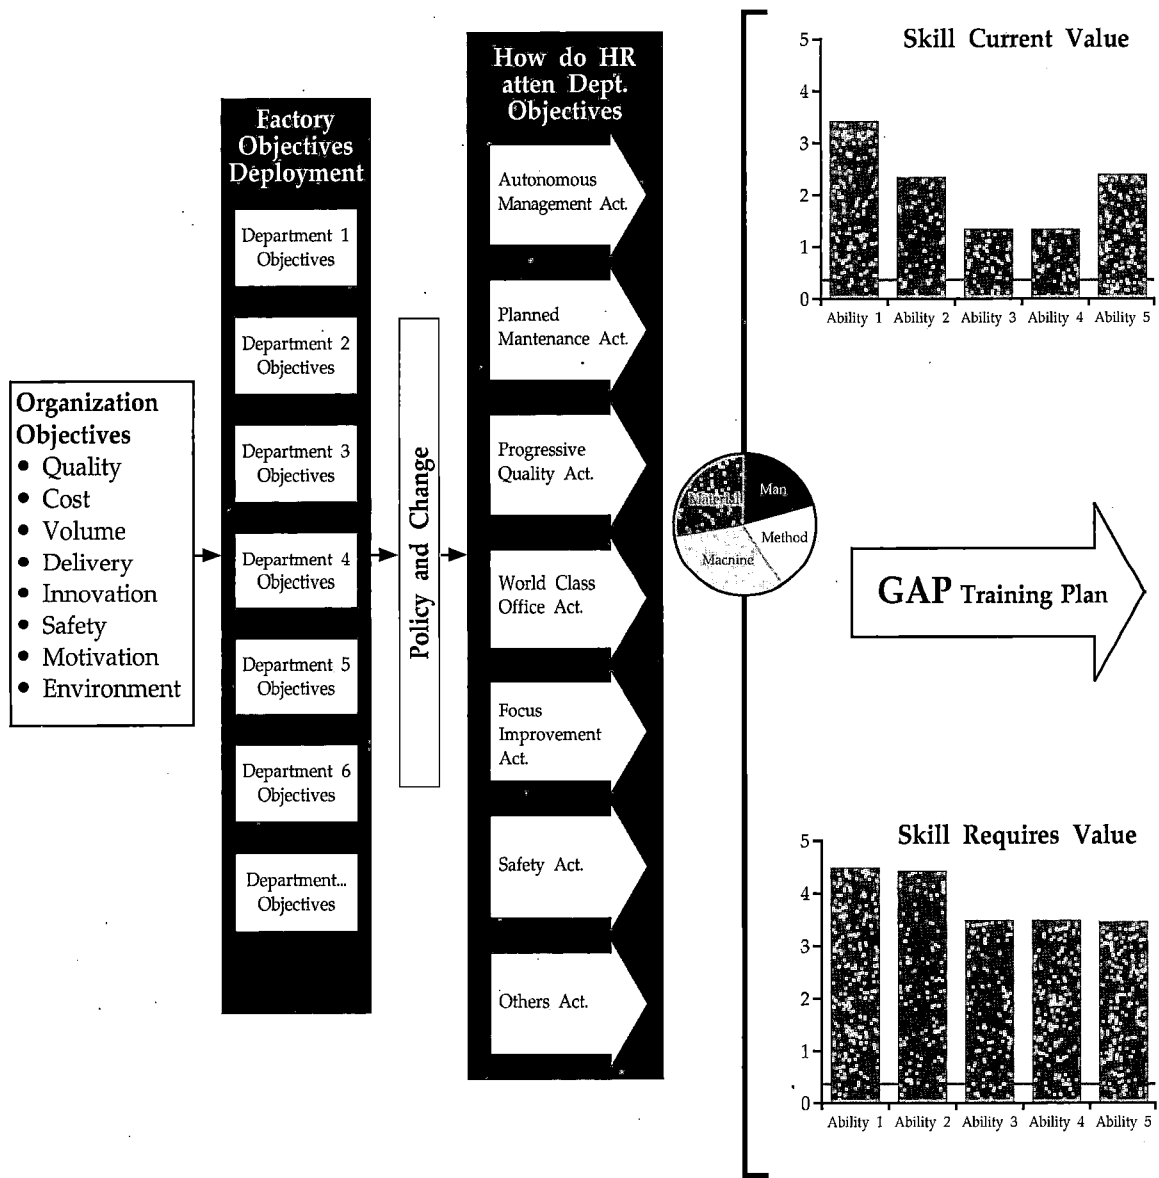 Organization
Objectives
• Quality
• Cost
• Volume
• Delivery
• Innovation
• Safety
• Motivation
• Environment
Factory
Objectives
Deployment
Department 1
Objectives
Department 2
Objectives
Department 3
Objectives
Department 4
Objectives
Department 5
Objectives
Department 6
Objectives
Department...
Objectives
Policy and Change
How do HR
atten Dept.
Objectives
Autonomous
Management Act.
Planned
Mantenance Act.
Progressive
Quality Act.
World Class
Office Act.
Focus
Improvement
Act.
Safety Act.
Others Act.
Material
Man
Method
Macnine
Skill Current Value
5
4
3
2
1
0
Ability 1 Ability 2 Ability 3 Ability 4 Ability 5
GAP Training Plan
Skill Requires Value
5
4
3
2
1
0
Ability 1 Ability 2 Ability 3 Ability 4 Ability 5